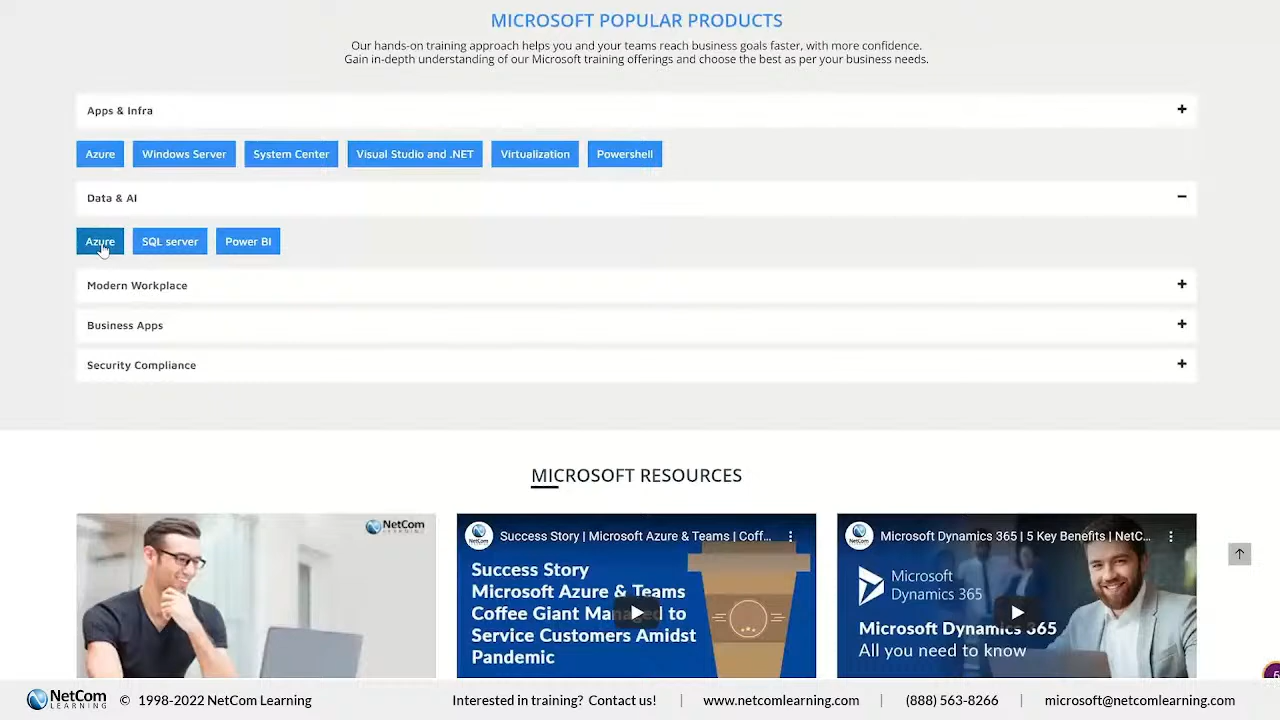 MICROSOFT POPULAR PRODUCTS
Our hands-on training approach helps you and your teams reach business goals faster, with more confidence.
Gain in-depth understanding of our Microsoft training offerings and choose the best as per your business needs.
Apps & Infra +
Azure Windows Server System Center Visual Studio and .NET Virtualization Powershell
Data & AI −
Azure SQL server Power BI
Modern Workplace +
Business Apps +
Security Compliance +
MICROSOFT RESOURCES
NetCom
LEARNING
NetCom
Success Story | Microsoft Azure & Teams | Coff...
Success Story
Microsoft Azure & Teams
Coffee Giant Managed to
Service Customers Amidst
Pandemic
NetCom
Microsoft Dynamics 365 | 5 Key Benefits | NetC...
Microsoft
Dynamics 365
Microsoft Dynamics 365
All you need to know
NetCom
LEARNING
© 1998-2022 NetCom Learning
Interested in training? Contact us! | www.netcomlearning.com | (888) 563-8266 | microsoft@netcomlearning.com